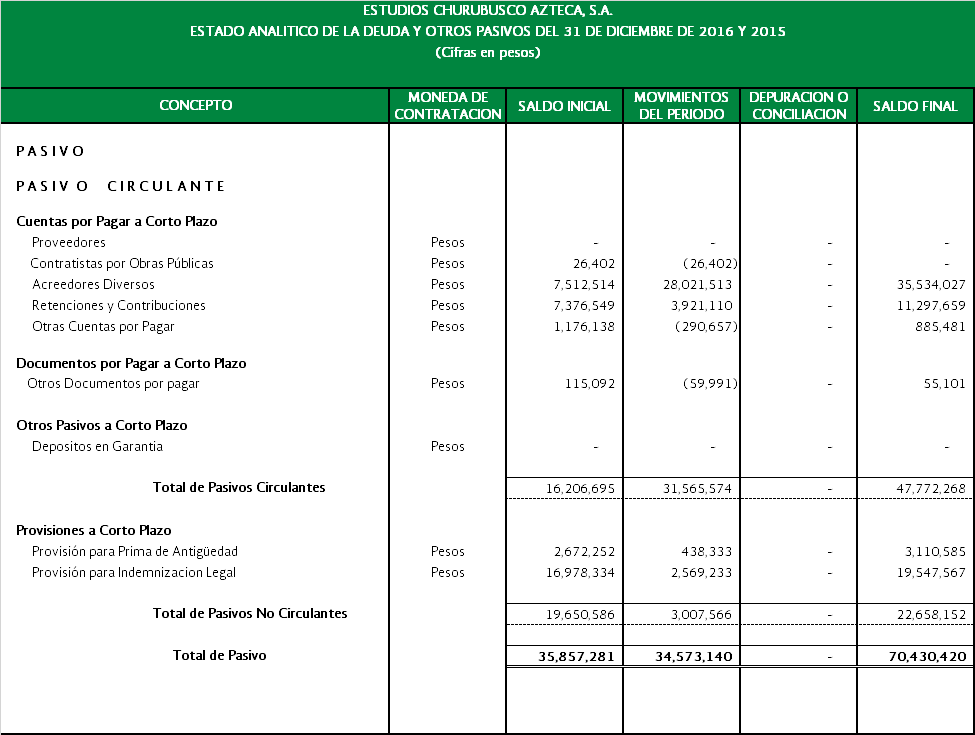 ESTUDIOS CHURUBUSCO AZTECA, S.A.
ESTADO ANALITICO DE LA DEUDA Y OTROS PASIVOS DEL 31 DE DICIEMBRE DE 2016 Y 2015
(Cifras en pesos)
CONCEPTO MONEDA DE CONTRATACION SALDO INICIAL MOVIMIENTOS DEL PERIODO DEPURACION O CONCILIACION SALDO FINAL
P A S I V O
P A S I V O C I R C U L A N T E
Cuentas por Pagar a Corto Plazo
Proveedores Pesos - - - -
Contratistas por Obras Públicas Pesos 26,402 (26,402) - -
Acreedores Diversos Pesos 7,512,514 28,021,513 - 35,534,027
Retenciones y Contribuciones Pesos 7,376,549 3,921,110 - 11,297,659
Otras Cuentas por Pagar Pesos 1,176,138 (290,657) - 885,481
Documentos por Pagar a Corto Plazo
Otros Documentos por pagar Pesos 115,092 (59,991) - 55,101
Otros Pasivos a Corto Plazo
Depositos en Garantia Pesos - - - -
Total de Pasivos Circulantes 16,206,695 31,565,574 - 47,772,268
Provisiones a Corto Plazo
Provisión para Prima de Antigüedad Pesos 2,672,252 438,333 - 3,110,585
Provisión para Indemnizacion Legal Pesos 16,978,334 2,569,233 - 19,547,567
Total de Pasivos No Circulantes 19,650,586 3,007,566 - 22,658,152
Total de Pasivo 35,857,281 34,573,140 - 70,430,420